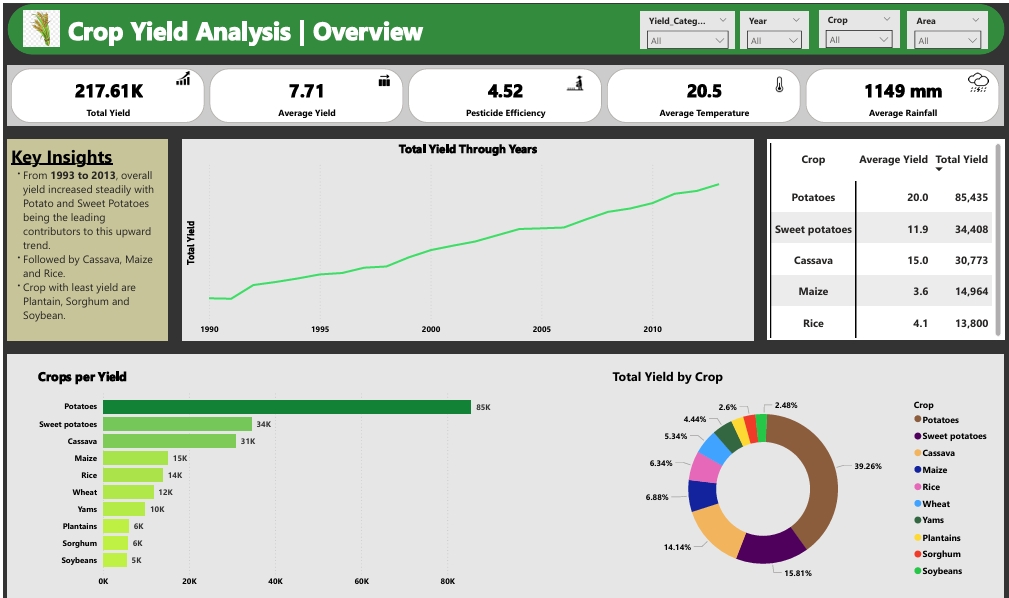 Crop Yield Analysis | Overview
Yield_Categ...
All
Year
All
Crop
All
Area
All
217.61K
Total Yield
7.71
Average Yield
4.52
Pesticide Efficiency
20.5
Average Temperature
1149 mm
Average Rainfall
Key Insights
• From 1993 to 2013, overall
yield increased steadily with
Potato and Sweet Potatoes
being the leading
contributors to this upward
trend.
• Followed by Cassava, Maize
and Rice.
• Crop with least yield are
Plantain, Sorghum and
Soybean.
Total Yield Through Years
Total Yield
1990 1995 2000 2005 2010
Crop Average Yield Total Yield
Potatoes 20.0 85,435
Sweet potatoes 11.9 34,408
Cassava 15.0 30,773
Maize 3.6 14,964
Rice 4.1 13,800
Crops per Yield
Potatoes 85K
Sweet potatoes 34K
Cassava 31K
Maize 15K
Rice 14K
Wheat 12K
Yams 10K
Plantains 6K
Sorghum 6K
Soybeans 5K
0K 20K 40K 60K 80K
Total Yield by Crop
39.26%
15.81%
14.14%
6.88%
6.34%
5.34%
4.44%
2.6%
2.48%
Crop
Potatoes
Sweet potatoes
Cassava
Maize
Rice
Wheat
Yams
Plantains
Sorghum
Soybeans